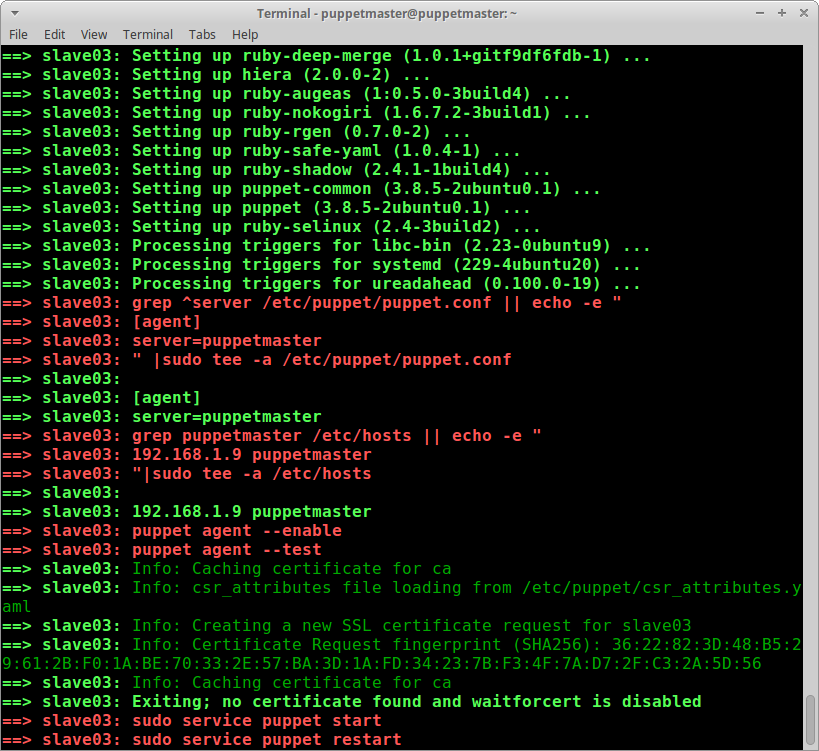 Terminal - puppetmaster@puppetmaster: ~
File Edit View Terminal Tabs Help
==> slave03: Setting up ruby-deep-merge (1.0.1+gitf9df6fdb-1) ...
==> slave03: Setting up hiera (2.0.0-2) ...
==> slave03: Setting up ruby-augeas (1:0.5.0-3build4) ...
==> slave03: Setting up ruby-nokogiri (1.6.7.2-3build1) ...
==> slave03: Setting up ruby-rgen (0.7.0-2) ...
==> slave03: Setting up ruby-safe-yaml (1.0.4-1) ...
==> slave03: Setting up ruby-shadow (2.4.1-1build4) ...
==> slave03: Setting up puppet-common (3.8.5-2ubuntu0.1) ...
==> slave03: Setting up puppet (3.8.5-2ubuntu0.1) ...
==> slave03: Setting up ruby-selinux (2.4-3build2) ...
==> slave03: Processing triggers for libc-bin (2.23-0ubuntu9) ...
==> slave03: Processing triggers for systemd (229-4ubuntu20) ...
==> slave03: Processing triggers for ureadahead (0.100.0-19) ...
==> slave03: grep ^server /etc/puppet/puppet.conf || echo -e "
==> slave03: [agent]
==> slave03: server=puppetmaster
==> slave03: " |sudo tee -a /etc/puppet/puppet.conf
==> slave03:
==> slave03: [agent]
==> slave03: server=puppetmaster
==> slave03: grep puppetmaster /etc/hosts || echo -e "
==> slave03: 192.168.1.9 puppetmaster
==> slave03: "|sudo tee -a /etc/hosts
==> slave03:
==> slave03: 192.168.1.9 puppetmaster
==> slave03: puppet agent --enable
==> slave03: puppet agent --test
==> slave03: Info: Caching certificate for ca
==> slave03: Info: csr_attributes file loading from /etc/puppet/csr_attributes.y
aml
==> slave03: Info: Creating a new SSL certificate request for slave03
==> slave03: Info: Certificate Request fingerprint (SHA256): 36:22:82:3D:48:B5:2
9:61:2B:F0:1A:BE:70:33:2E:57:BA:3D:1A:FD:34:23:7B:F3:4F:7A:D7:2F:C3:2A:5D:56
==> slave03: Info: Caching certificate for ca
==> slave03: Exiting; no certificate found and waitforcert is disabled
==> slave03: sudo service puppet start
==> slave03: sudo service puppet restart